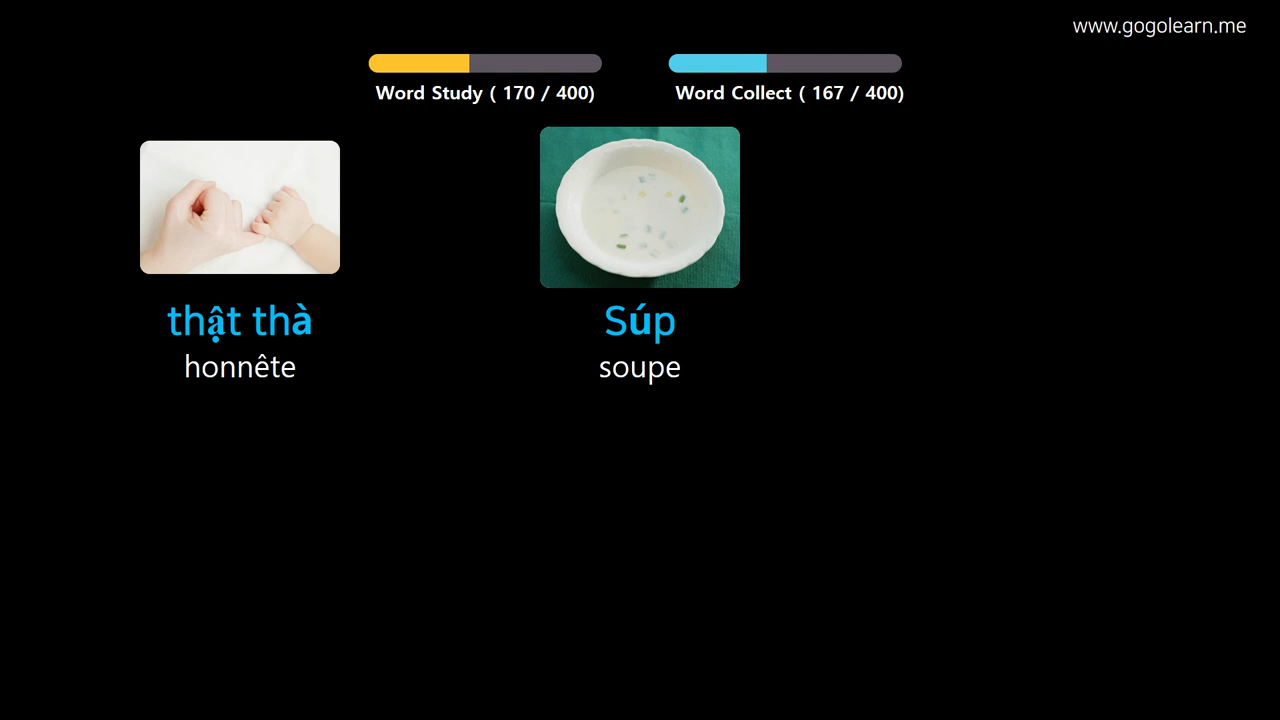 www.gogolearn.me
Word Study ( 170 / 400)
Word Collect ( 167 / 400)
thật thà
honnête
Súp
soupe